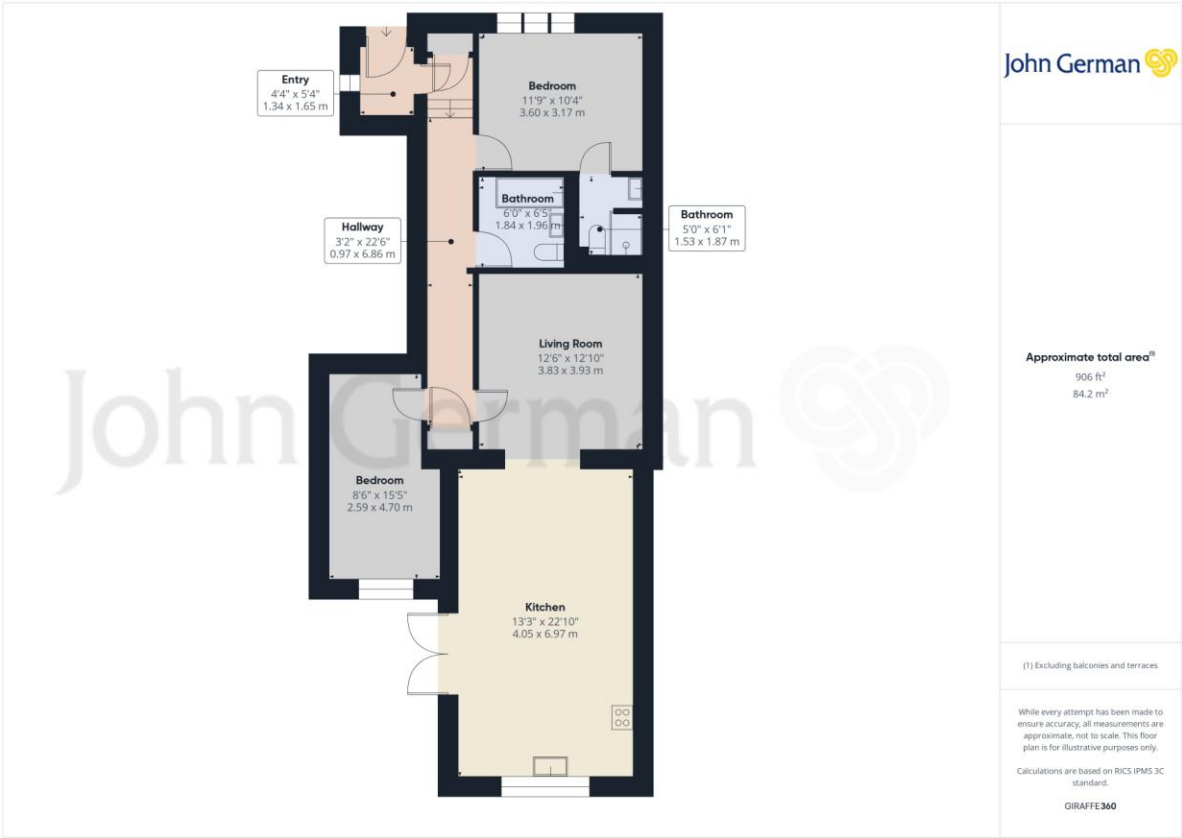 Entry
4'4" x 5'4"
1.34 x 1.65 m
Bedroom
11'9" x 10'4"
3.60 x 3.17 m
Hallway
3'2" x 22'6"
0.97 x 6.86 m
Bathroom
6'0" x 6'5"
1.84 x 1.96 m
Bathroom
5'0" x 6'1"
1.53 x 1.87 m
Living Room
12'6" x 12'10"
3.83 x 3.93 m
Bedroom
8'6" x 15'5"
2.59 x 4.70 m
Kitchen
13'3" x 22'10"
4.05 x 6.97 m
John German
John German
Approximate total area(1)
906 ft²
84.2 m²
(1) Excluding balconies and terraces
While every attempt has been made to
ensure accuracy, all measurements are
approximate, not to scale. This floor
plan is for illustrative purposes only.
Calculations are based on RICS IPMS 3C
standard.
GIRAFFE360